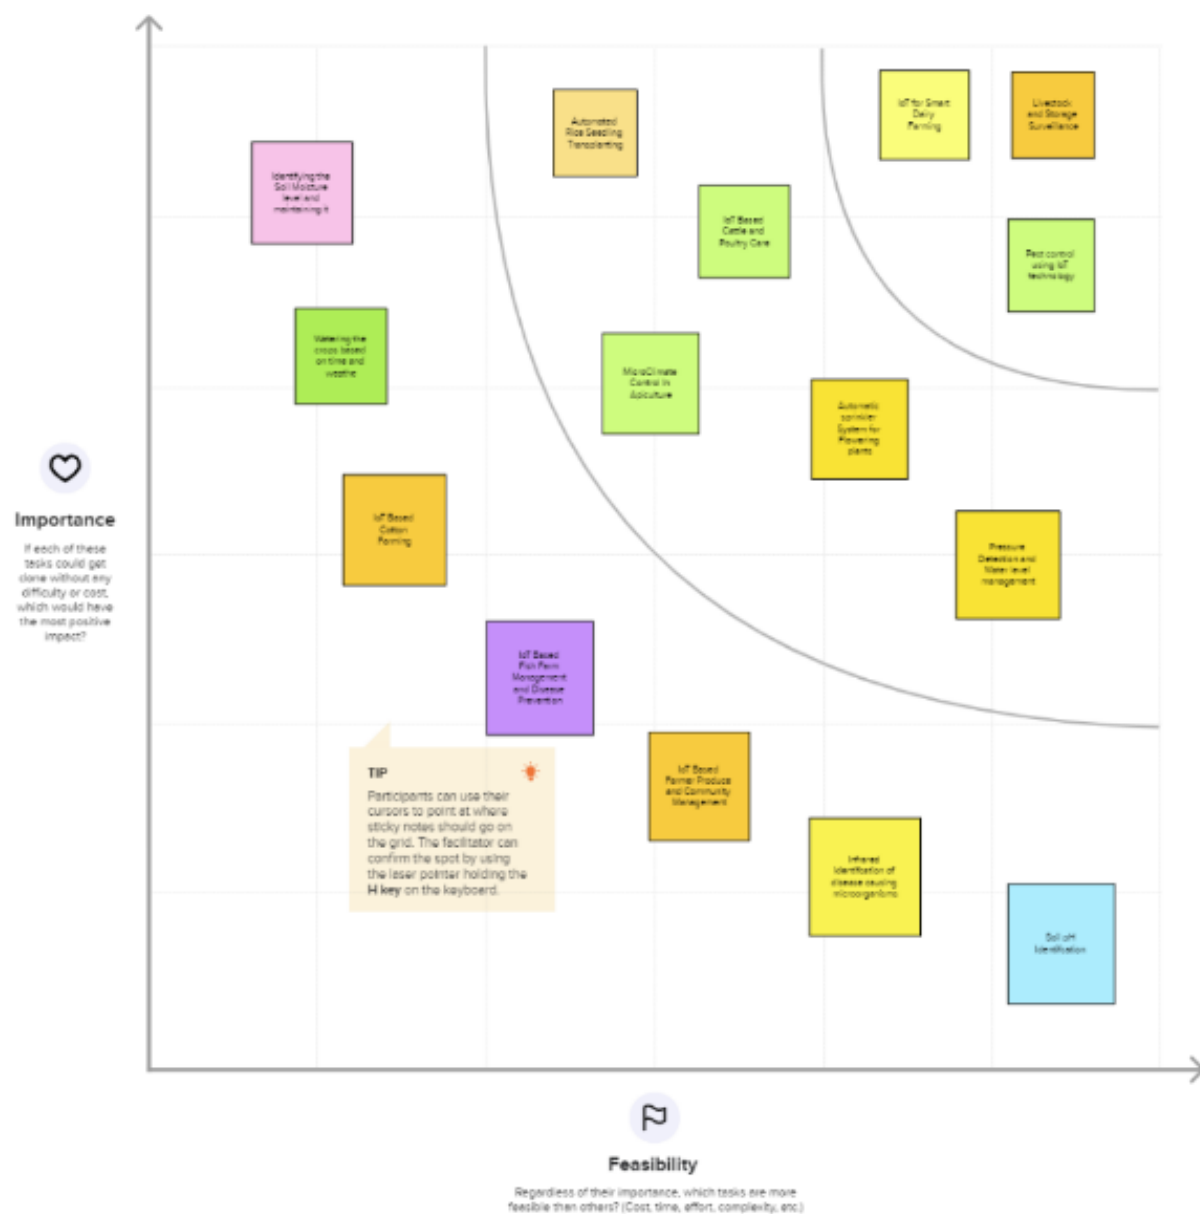 IoT for Smart
Dairy
Farming
Livestock
and Storage
Surveillance
Automated
Rice Seedling
Transplanting
Identifying the
Soil Moisture
level and
maintaining it
IoT Based
Cattle and
Poultry Care
Pest control
using IoT
technology
Watering the
crops based
on time and
weathe
MicroClimate
Control in
Apiculture
Automatic
sprinkler
System for
Flowering
plants
Importance
If each of these
tasks could get
done without any
difficulty or cost,
which would have
the most positive
impact?
IoT Based
Cotton
Farming
Pressure
Detection and
Water level
management
IoT Based
Fish Farm
Management
and Disease
Prevention
TIP
Participants can use their
cursors to point at where
sticky notes should go on
the grid. The facilitator can
confirm the spot by using
the laser pointer holding the
H key on the keyboard.
IoT Based
Farmer Produce
and Community
Management
Infrared
Identification of
disease causing
microorganisms
Soil pH
Identification
Feasibility
Regardless of their importance, which tasks are more
feasible than others? (Cost, time, effort, complexity, etc.)